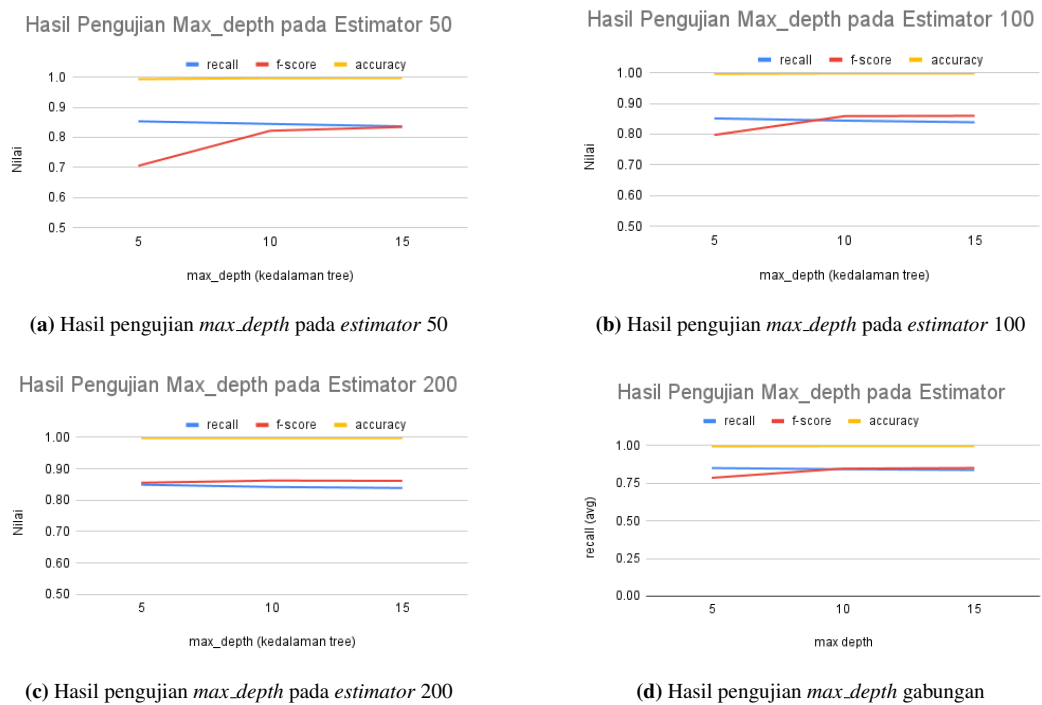 Hasil Pengujian Max_depth pada Estimator 50
recall f-score accuracy
1.0
0.9
0.8
0.7
0.6
0.5
Nilai
5 10 15
max_depth (kedalaman tree)
(a) Hasil pengujian max_depth pada estimator 50
Hasil Pengujian Max_depth pada Estimator 100
recall f-score accuracy
1.00
0.90
0.80
0.70
0.60
0.50
Nilai
5 10 15
max_depth (kedalaman tree)
(b) Hasil pengujian max_depth pada estimator 100
Hasil Pengujian Max_depth pada Estimator 200
recall f-score accuracy
1.00
0.90
0.80
0.70
0.60
0.50
Nilai
5 10 15
max_depth (kedalaman tree)
(c) Hasil pengujian max_depth pada estimator 200
Hasil Pengujian Max_depth pada Estimator
recall f-score accuracy
1.00
0.75
0.50
0.25
0.00
recall (avg)
5 10 15
max depth
(d) Hasil pengujian max_depth gabungan